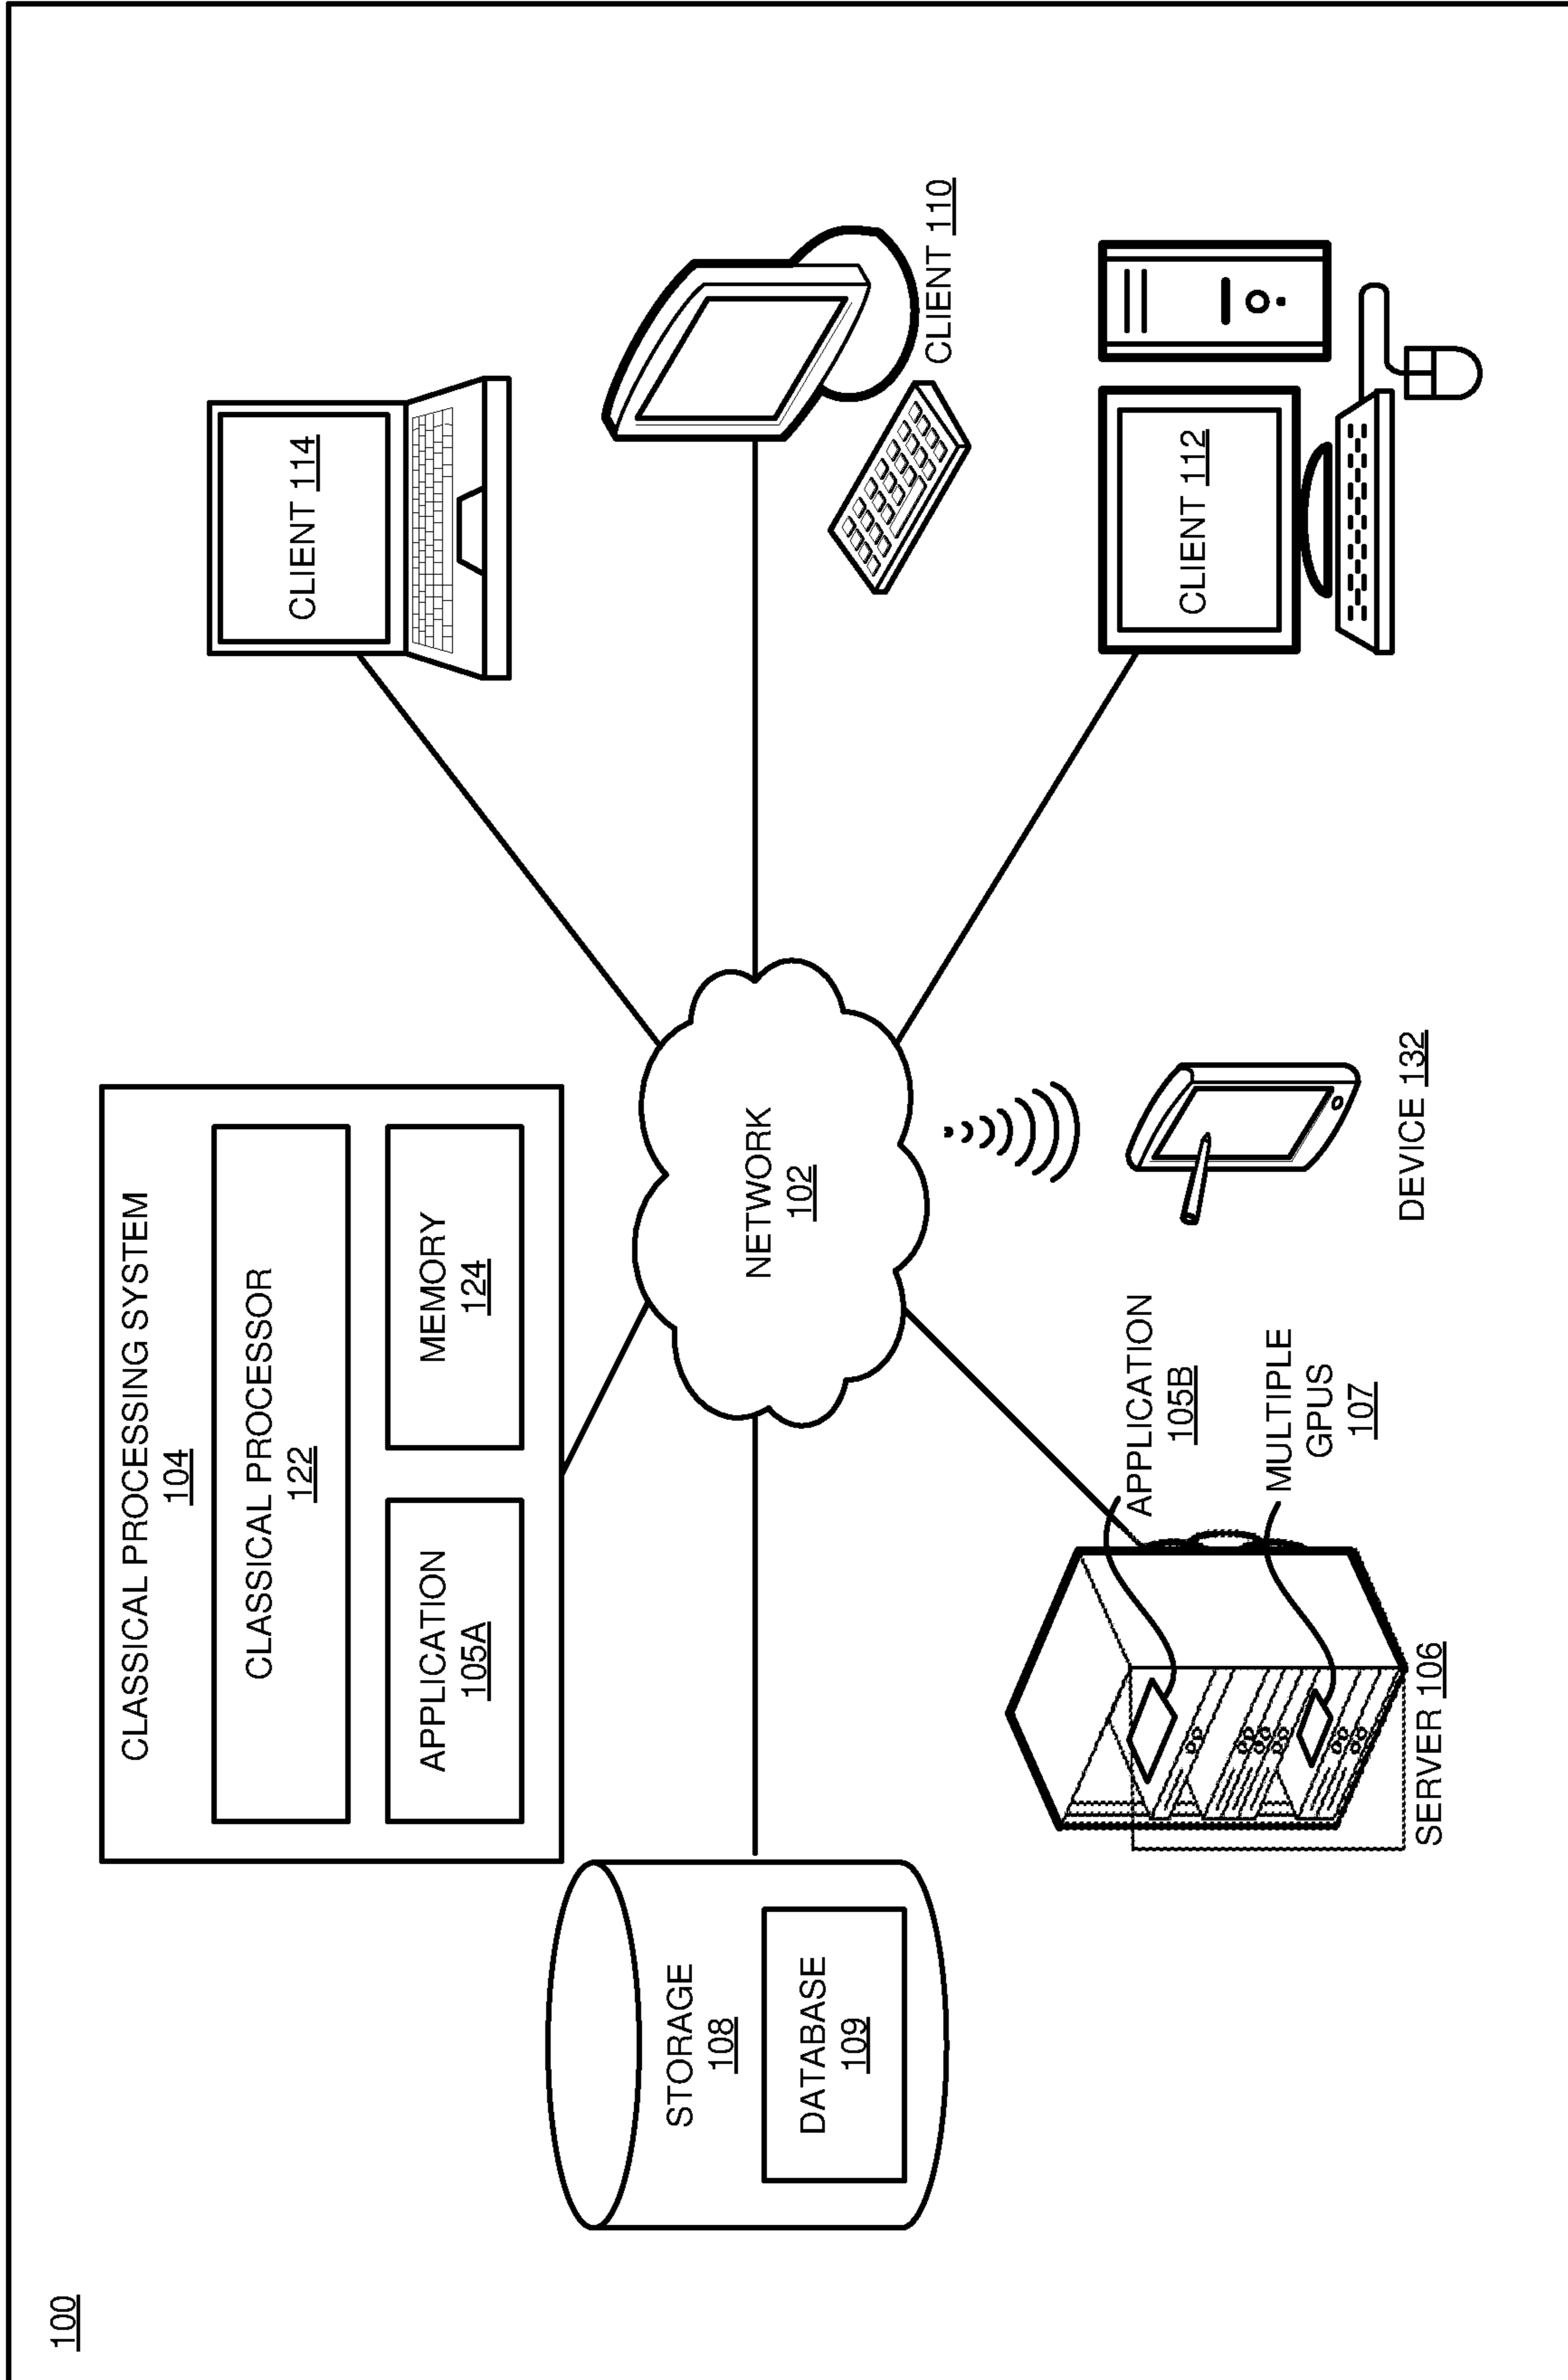 100
CLASSICAL PROCESSING SYSTEM
104
CLASSICAL PROCESSOR
122
APPLICATION
105A
MEMORY
124
CLIENT 114
STORAGE
108
DATABASE
109
NETWORK
102
CLIENT 110
APPLICATION
105B
MULTIPLE
GPUS
107
SERVER 106
DEVICE 132
CLIENT 112